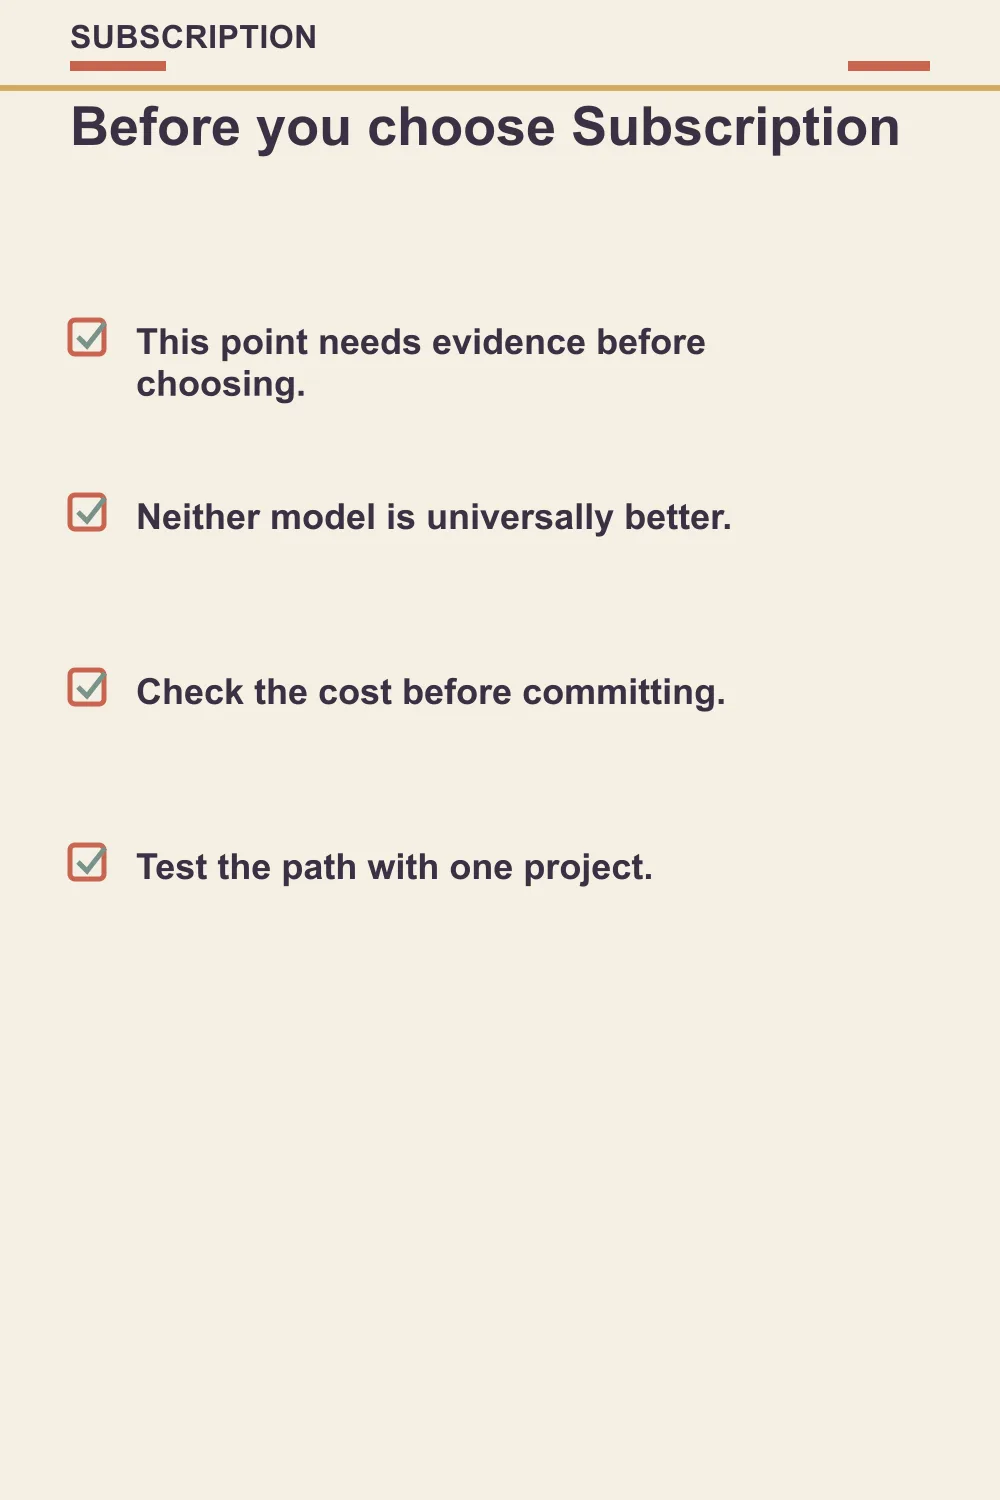 SUBSCRIPTION
Before you choose Subscription
This point needs evidence before
choosing.
Neither model is universally better.
Check the cost before committing.
Test the path with one project.